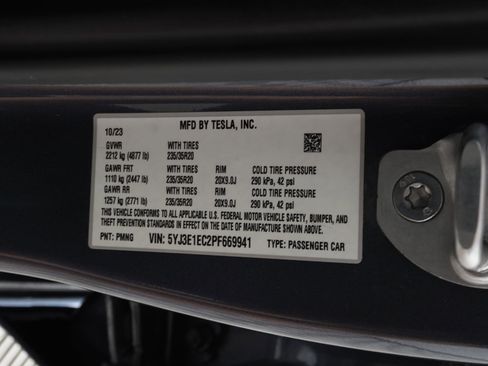 MFD BY TESLA, INC.
10/23
GVWR WITH TIRES
2212 kg (4877 lb) 235/35R20
GAWR FRT WITH TIRES RIM COLD TIRE PRESSURE
1110 kg (2447 lb) 235/35R20 20X9.0J 290 kPa, 42 psi
GAWR RR WITH TIRES RIM COLD TIRE PRESSURE
1257 kg (2771 lb) 235/35R20 20X9.0J 290 kPa, 42 psi
THIS VEHICLE CONFORMS TO ALL APPLICABLE U.S. FEDERAL MOTOR VEHICLE SAFETY, BUMPER, AND
THEFT PREVENTION STANDARDS IN EFFECT ON THE DATE OF MANUFACTURE SHOWN ABOVE.
PNT: PMNG VIN: 5YJ3E1EC2PF669941 TYPE: PASSENGER CAR